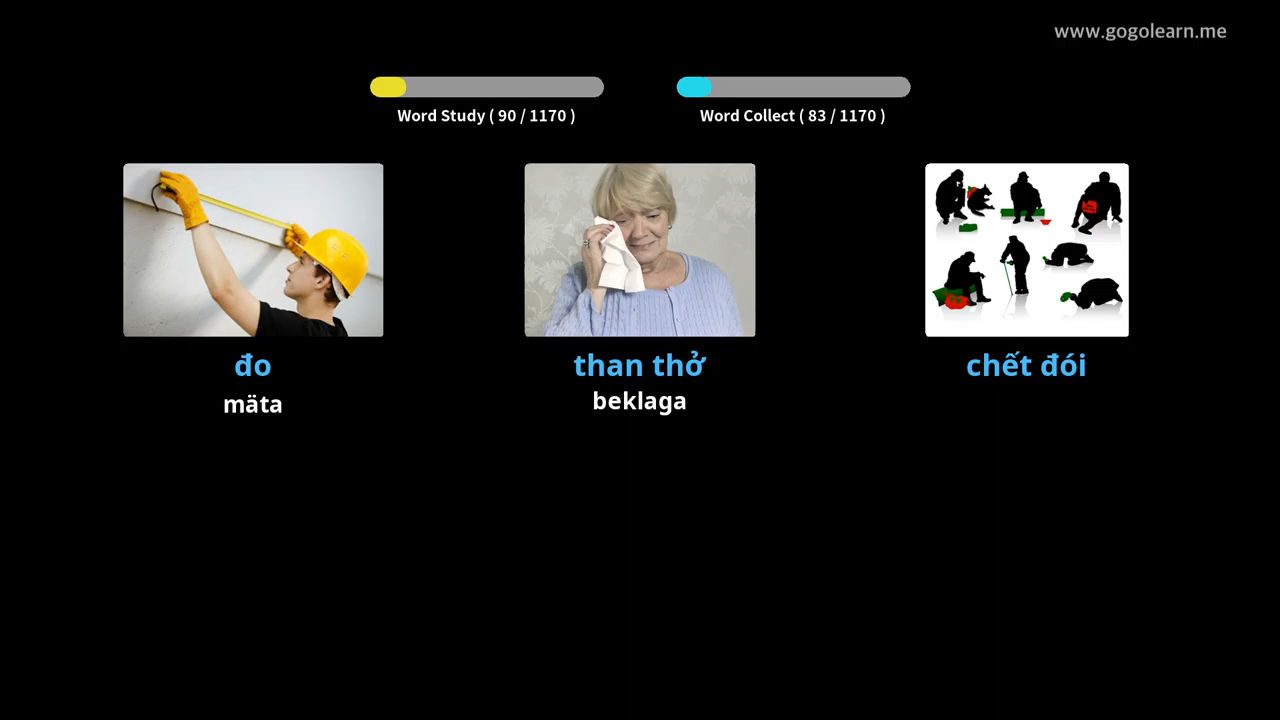 www.gogolearn.me
Word Study ( 90 / 1170 )
Word Collect ( 83 / 1170 )
đo
than thở
chết đói
mäta
beklaga